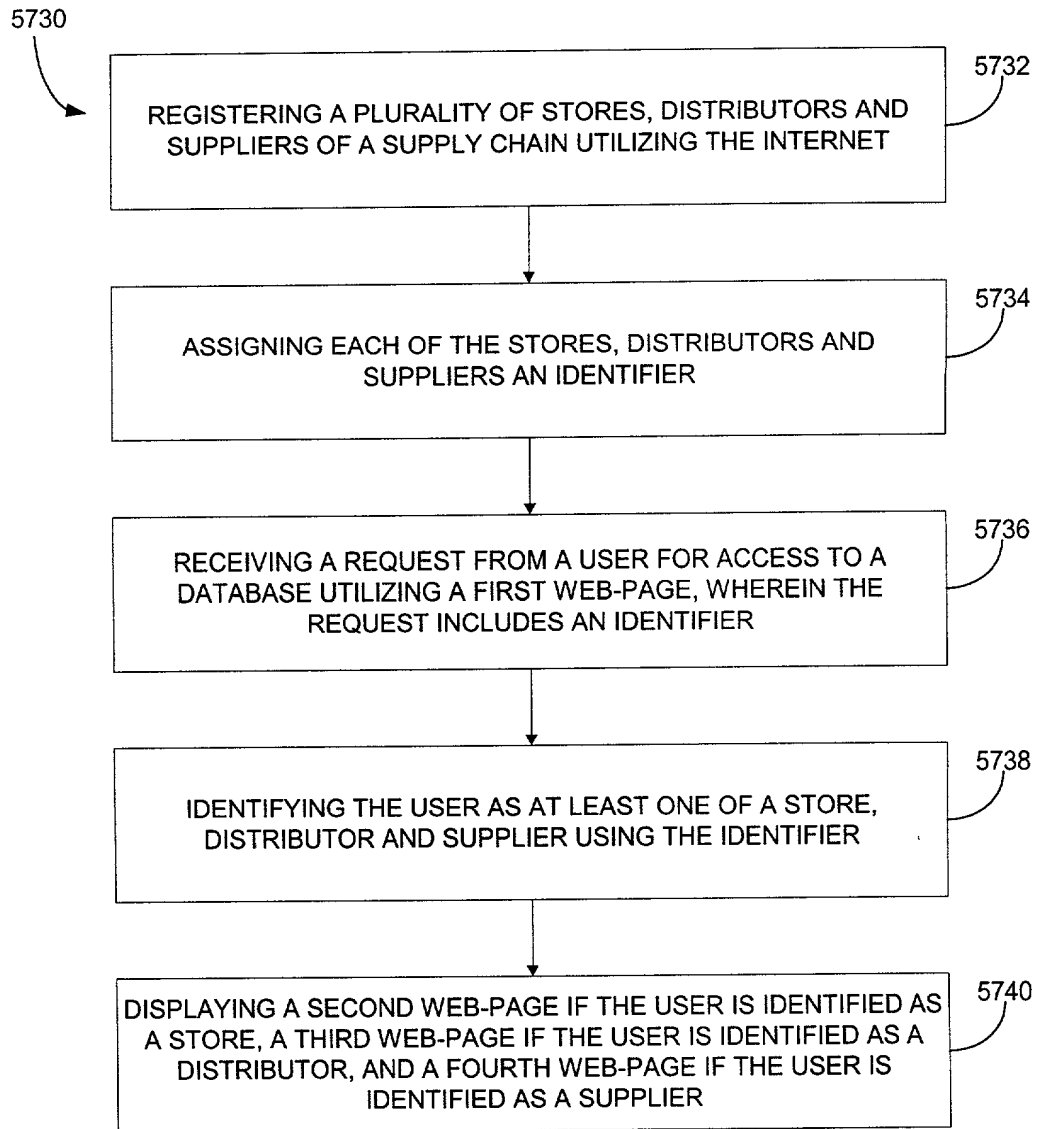 5730
5732
REGISTERING A PLURALITY OF STORES, DISTRIBUTORS AND
SUPPLIERS OF A SUPPLY CHAIN UTILIZING THE INTERNET
5734
ASSIGNING EACH OF THE STORES, DISTRIBUTORS AND
SUPPLIERS AN IDENTIFIER
5736
RECEIVING A REQUEST FROM A USER FOR ACCESS TO A
DATABASE UTILIZING A FIRST WEB-PAGE, WHEREIN THE
REQUEST INCLUDES AN IDENTIFIER
5738
IDENTIFYING THE USER AS AT LEAST ONE OF A STORE,
DISTRIBUTOR AND SUPPLIER USING THE IDENTIFIER
5740
DISPLAYING A SECOND WEB-PAGE IF THE USER IS IDENTIFIED AS
A STORE, A THIRD WEB-PAGE IF THE USER IS IDENTIFIED AS A
DISTRIBUTOR, AND A FOURTH WEB-PAGE IF THE USER IS
IDENTIFIED AS A SUPPLIER